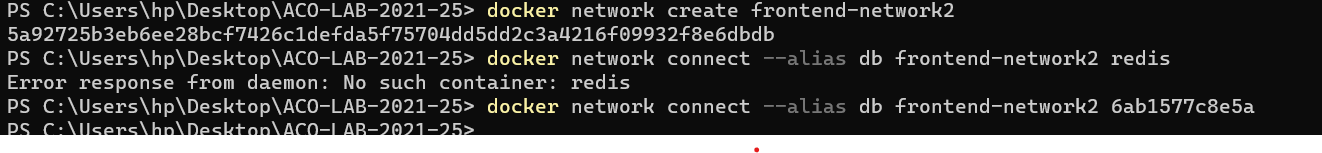 PS C:\Users\hp\Desktop\ACO-LAB-2021-25> docker network create frontend-network2
5a92725b3eb6ee28bcf7426c1defda5f75704dd5dd2c3a4216f09932f8e6dbdb
PS C:\Users\hp\Desktop\ACO-LAB-2021-25> docker network connect --alias db frontend-network2 redis
Error response from daemon: No such container: redis
PS C:\Users\hp\Desktop\ACO-LAB-2021-25> docker network connect --alias db frontend-network2 6ab1577c8e5a
PS C:\Users\hp\Desktop\ACO-LAB-2021-25>